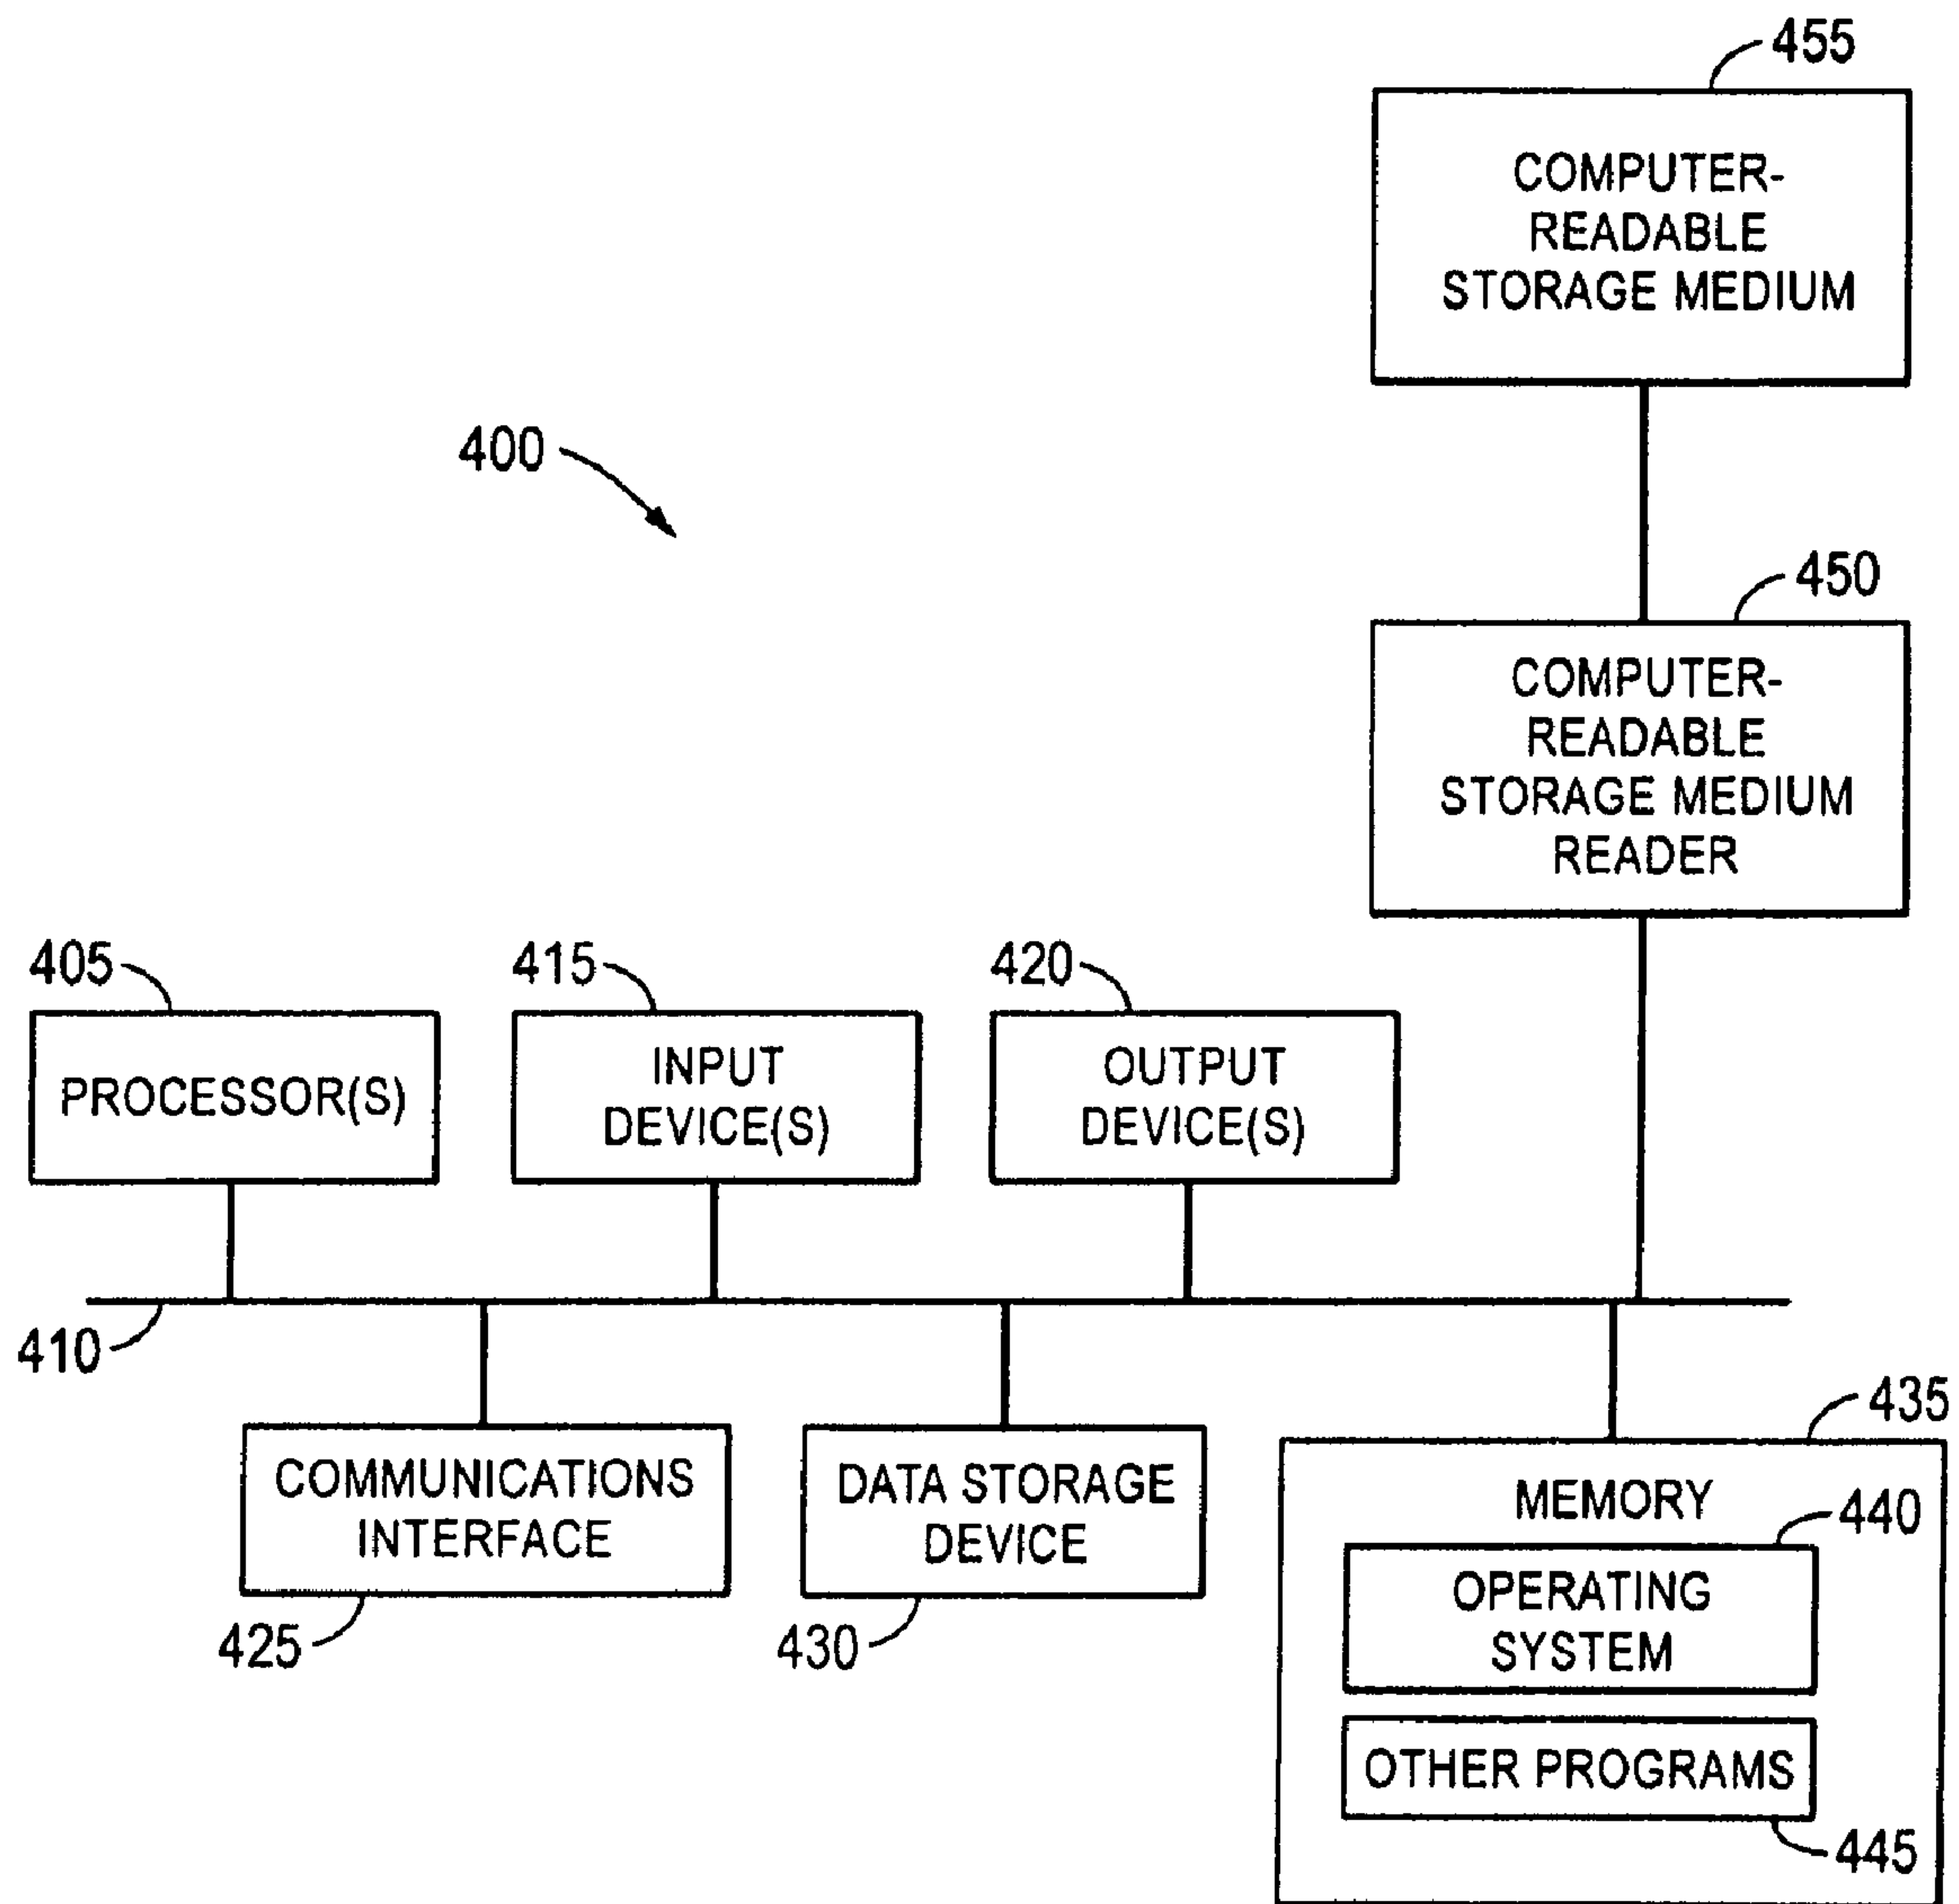 455
COMPUTER-
READABLE
STORAGE MEDIUM
400
450
COMPUTER-
READABLE
STORAGE MEDIUM
READER
405
PROCESSOR(S)
415
INPUT
DEVICE(S)
420
OUTPUT
DEVICE(S)
410
COMMUNICATIONS
INTERFACE
425
DATA STORAGE
DEVICE
430
435
MEMORY
440
OPERATING
SYSTEM
OTHER PROGRAMS
445